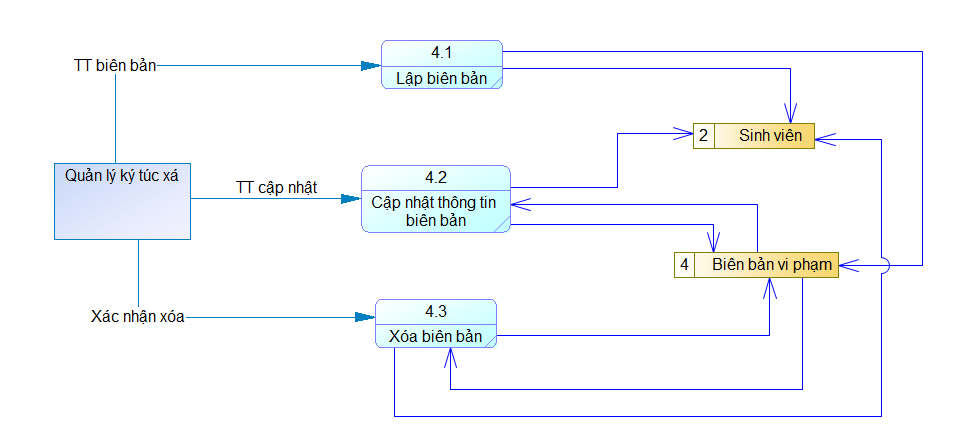 4.1
TT biên bản
Lập biên bản
2 Sinh viên
Quản lý ký túc xá
4.2
TT cập nhật
Cập nhật thông tin
biên bản
4 Biên bản vi phạm
4.3
Xác nhận xóa
Xóa biên bản